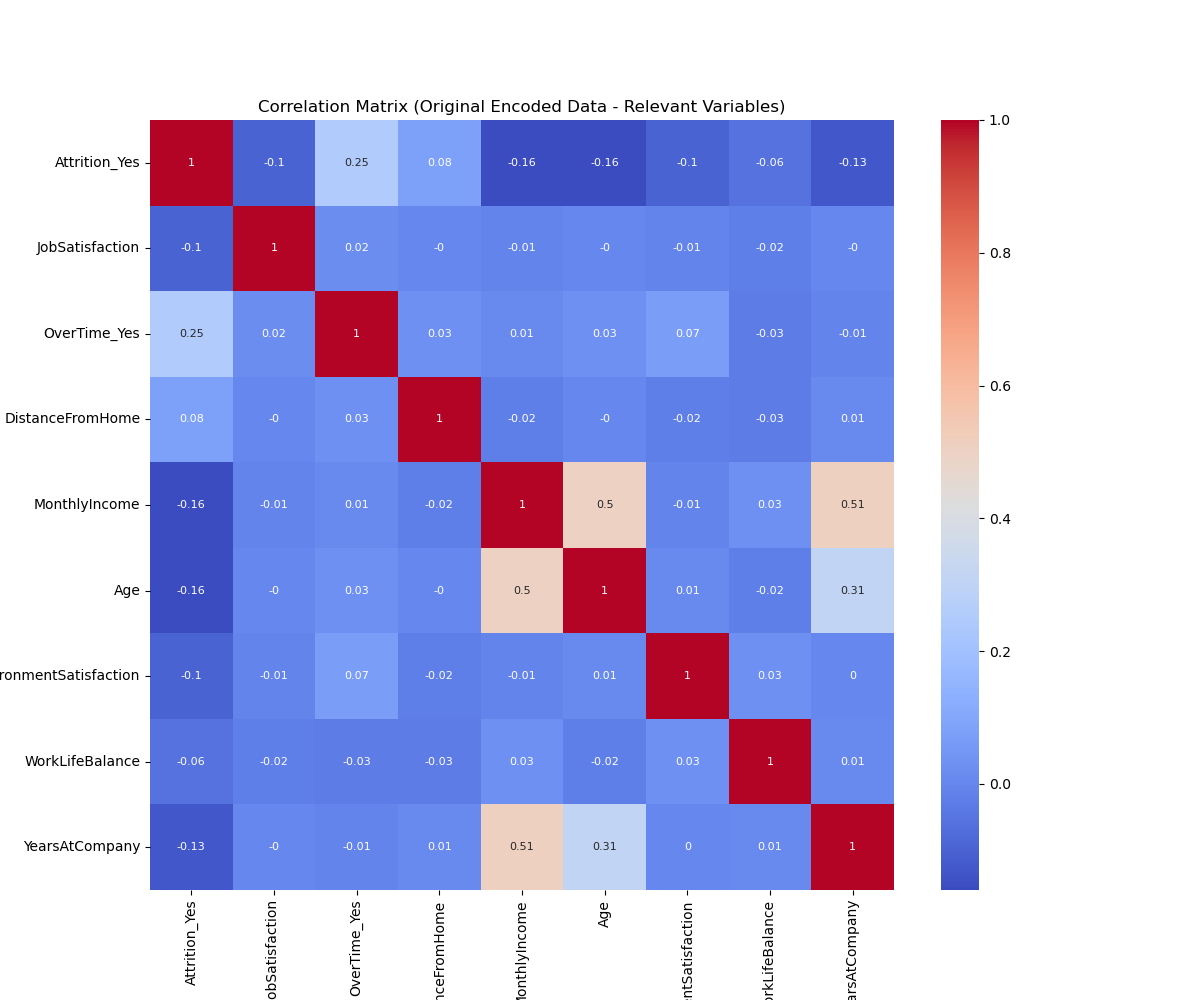 Correlation Matrix (Original Encoded Data - Relevant Variables)
Attrition_Yes 1 -0.1 0.25 0.08 -0.16 -0.16 -0.1 -0.06 -0.13
JobSatisfaction -0.1 1 0.02 -0 -0.01 -0 -0.01 -0.02 -0
OverTime_Yes 0.25 0.02 1 0.03 0.01 0.03 0.07 -0.03 -0.01
DistanceFromHome 0.08 -0 0.03 1 -0.02 -0 -0.02 -0.03 0.01
MonthlyIncome -0.16 -0.01 0.01 -0.02 1 0.5 -0.01 0.03 0.51
Age -0.16 -0 0.03 -0 0.5 1 0.01 -0.02 0.31
ronmentSatisfaction -0.1 -0.01 0.07 -0.02 -0.01 0.01 1 0.03 0
WorkLifeBalance -0.06 -0.02 -0.03 -0.03 0.03 -0.02 0.03 1 0.01
YearsAtCompany -0.13 -0 -0.01 0.01 0.51 0.31 0 0.01 1
Attrition_Yes
obSatisfaction
OverTime_Yes
nceFromHome
MonthlyIncome
Age
ntSatisfaction
orkLifeBalance
arsAtCompany
1.0
0.8
0.6
0.4
0.2
0.0